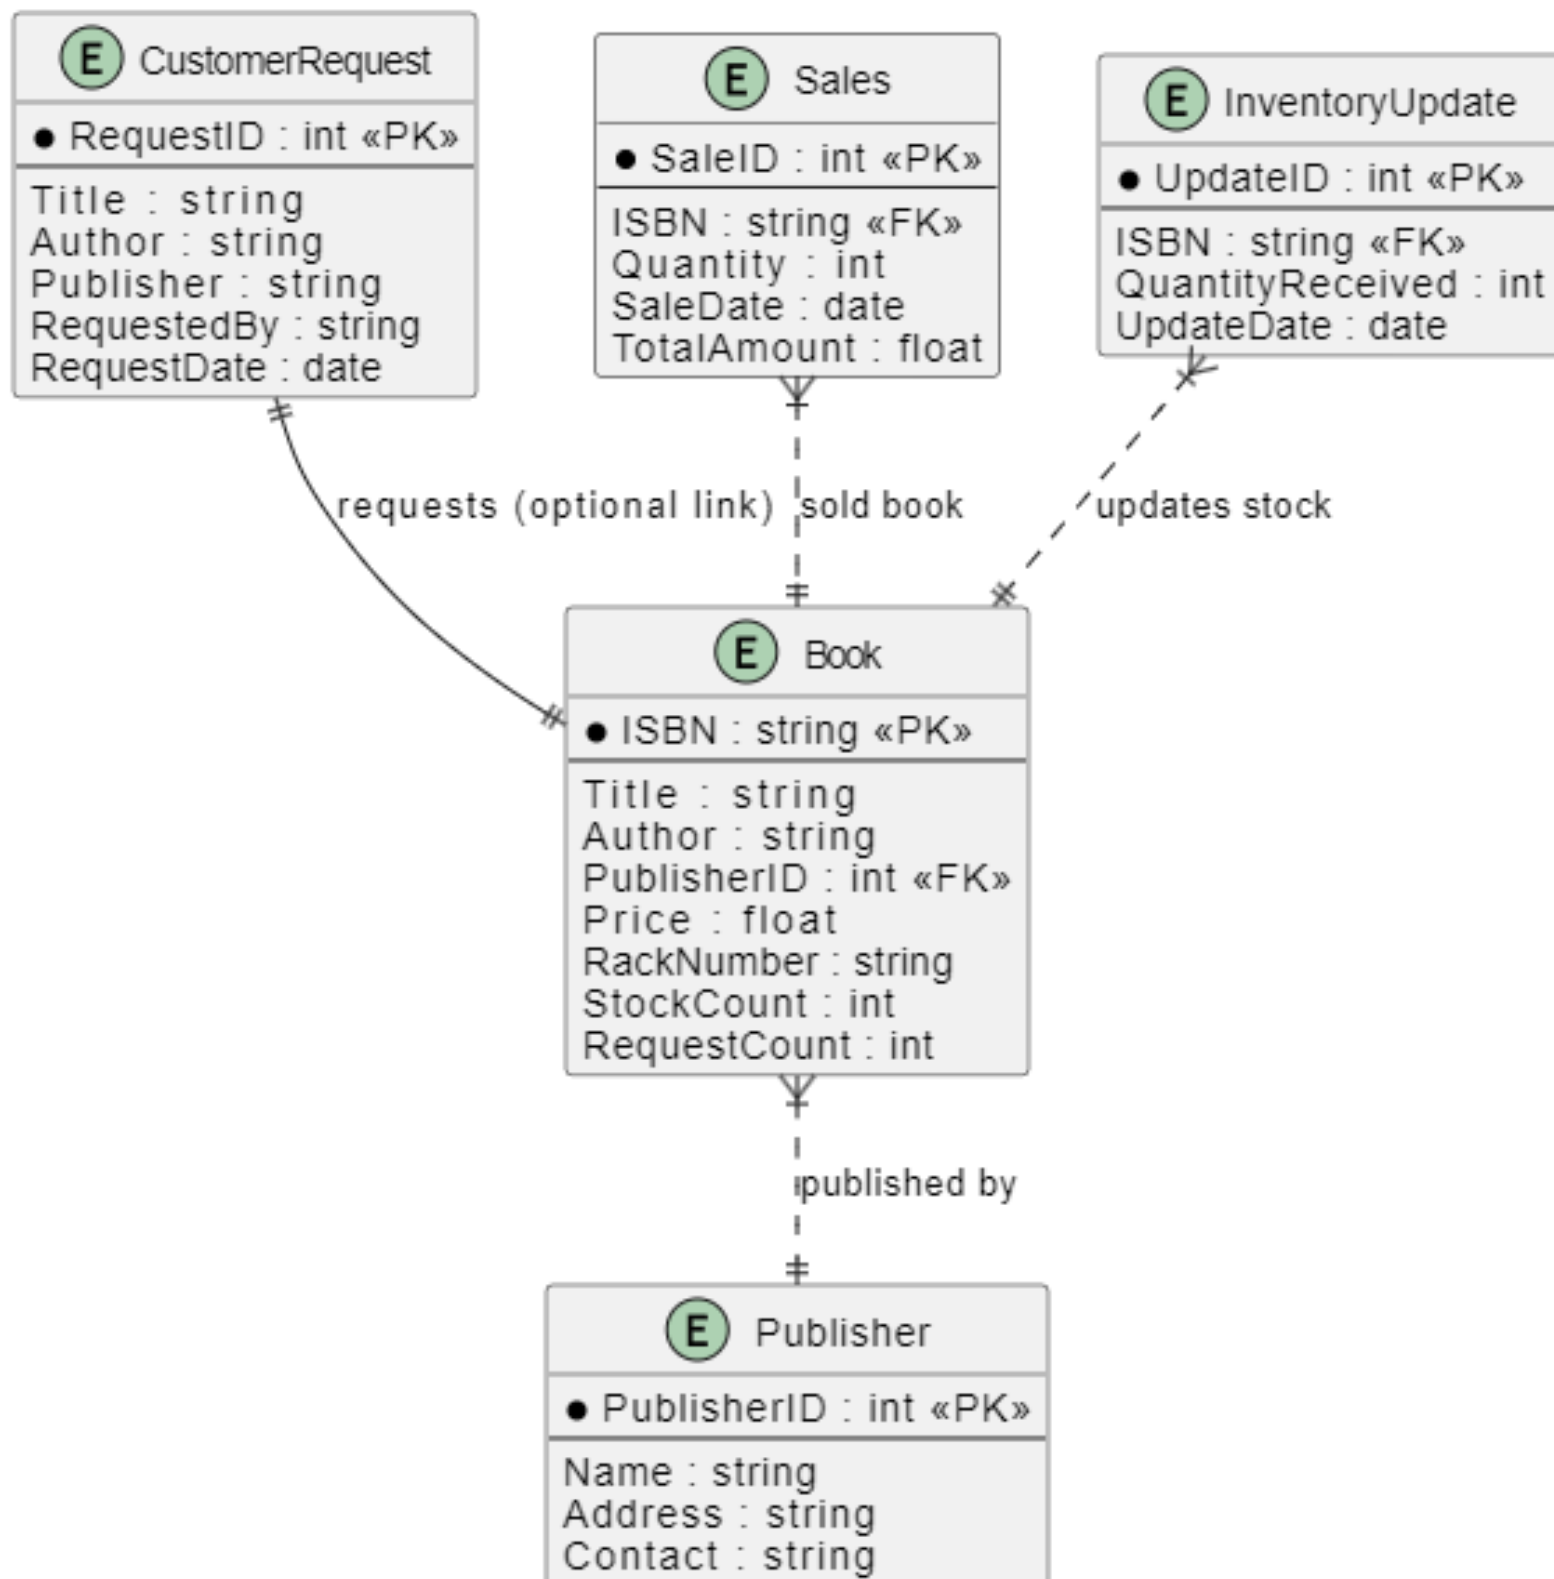 E CustomerRequest
RequestID : int «PK»
Title : string
Author : string
Publisher : string
RequestedBy : string
RequestDate : date
E Sales
SaleID : int «PK»
ISBN : string «FK»
Quantity : int
SaleDate : date
TotalAmount : float
E InventoryUpdate
UpdateID : int «PK»
ISBN : string «FK»
QuantityReceived : int
UpdateDate : date
requests (optional link)
sold book
updates stock
E Book
ISBN : string «PK»
Title : string
Author : string
PublisherID : int «FK»
Price : float
RackNumber : string
StockCount : int
RequestCount : int
published by
E Publisher
PublisherID : int «PK»
Name : string
Address : string
Contact : string